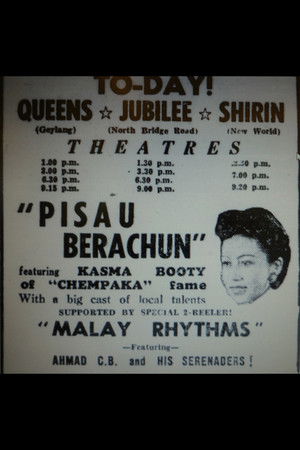 TO-DAY!
QUEENS ☆ JUBILEE ☆ SHIRIN
(Geylang) (North Bridge Road) (New World)
THEATRES
1.00 p.m. 1.30 p.m. p.m.
3.00 p.m. 3.30 p.m. 7.00 p.m.
6.30 p.m. 6.30 p.m. 9.20 p.m.
9.15 p.m. 9.00 p.m.
"PISAU
BERACHUN"
featuring KASMA BOOTY
of "CHEMPAKA" fame
With a big cast of local talents
SUPPORTED BY SPECIAL 2-REELER!
"MALAY RHYTHMS"
—Featuring—
AHMAD C.B. and HIS SERENADERS!